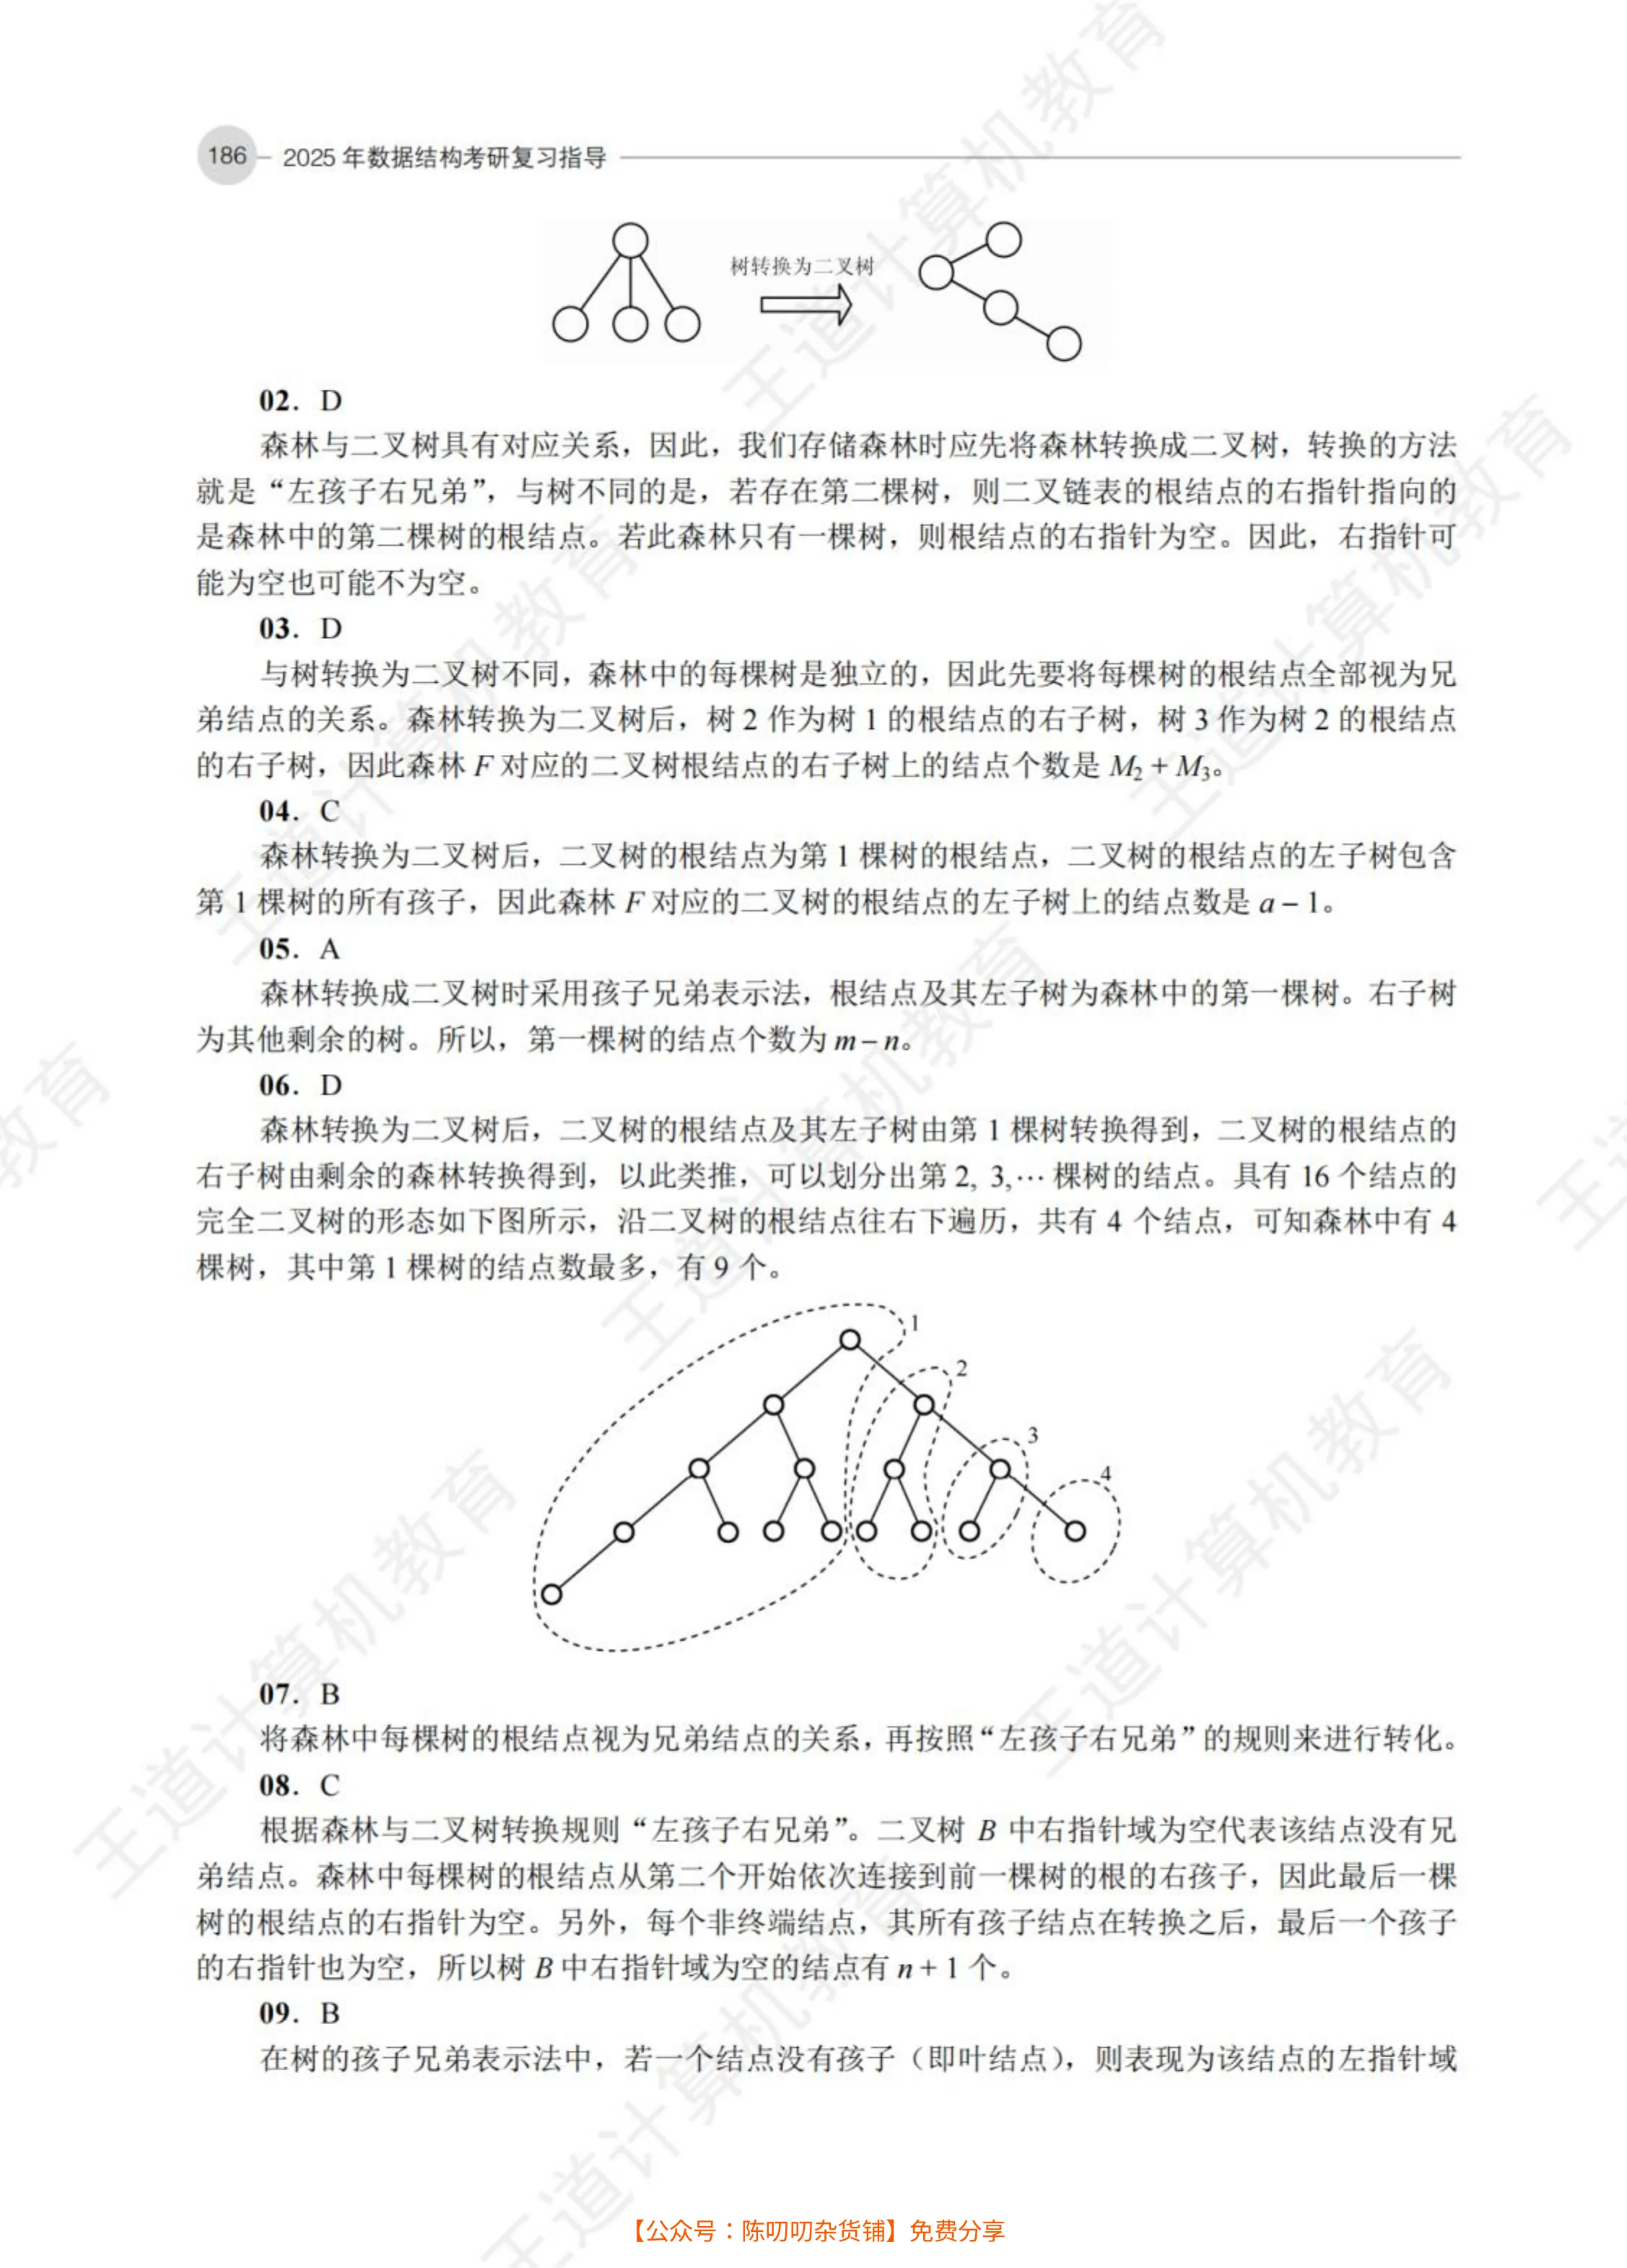 186 2025 年数据结构考研复习指导
树转换为二叉树
02. D
森林与二叉树具有对应关系，因此，我们存储森林时应先将森林转换成二叉树，转换的方法
就是“左孩子右兄弟”，与树不同的是，若存在第二棵树，则二叉链表的根结点的右指针指向的
是森林中的第二棵树的根结点。若此森林只有一棵树，则根结点的右指针为空。因此，右指针可
能为空也可能不为空。
03. D
与树转换为二叉树不同，森林中的每棵树是独立的，因此先要将每棵树的根结点全部视为兄
弟结点的关系。森林转换为二叉树后，树 2 作为树 1 的根结点的右子树，树 3 作为树 2 的根结点
的右子树，因此森林 F 对应的二叉树根结点的右子树上的结点个数是 M₂ + M₃。
04. C
森林转换为二叉树后，二叉树的根结点为第 1 棵树的根结点，二叉树的根结点的左子树包含
第 1 棵树的所有孩子，因此森林 F 对应的二叉树的根结点的左子树上的结点数是 a – 1。
05. A
森林转换成二叉树时采用孩子兄弟表示法，根结点及其左子树为森林中的第一棵树。右子树
为其他剩余的树。所以，第一棵树的结点个数为 m – n。
06. D
森林转换为二叉树后，二叉树的根结点及其左子树由第 1 棵树转换得到，二叉树的根结点的
右子树由剩余的森林转换得到，以此类推，可以划分出第 2, 3,⋯ 棵树的结点。具有 16 个结点的
完全二叉树的形态如下图所示，沿二叉树的根结点往右下遍历，共有 4 个结点，可知森林中有 4
棵树，其中第 1 棵树的结点数最多，有 9 个。
1
2
3
4
07. B
将森林中每棵树的根结点视为兄弟结点的关系，再按照“左孩子右兄弟”的规则来进行转化。
08. C
根据森林与二叉树转换规则“左孩子右兄弟”。二叉树 B 中右指针域为空代表该结点没有兄
弟结点。森林中每棵树的根结点从第二个开始依次连接到前一棵树的根的右孩子，因此最后一棵
树的根结点的右指针为空。另外，每个非终端结点，其所有孩子结点在转换之后，最后一个孩子
的右指针也为空，所以树 B 中右指针域为空的结点有 n + 1 个。
09. B
在树的孩子兄弟表示法中，若一个结点没有孩子（即叶结点），则表现为该结点的左指针域
【公众号：陈叨叨杂货铺】免费分享
王道计算机教育